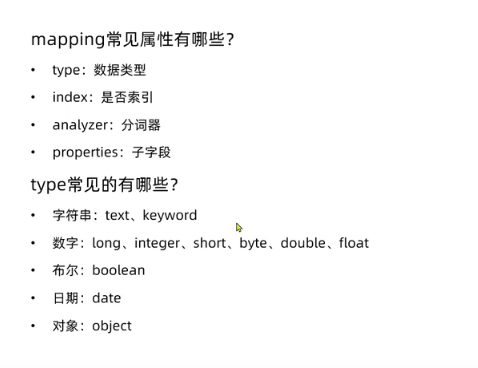 mapping常见属性有哪些?
• type：数据类型
• index：是否索引
• analyzer：分词器
• properties：子字段
type常见的有哪些?
• 字符串：text、keyword
• 数字：long、integer、short、byte、double、float
• 布尔：boolean
• 日期：date
• 对象：object